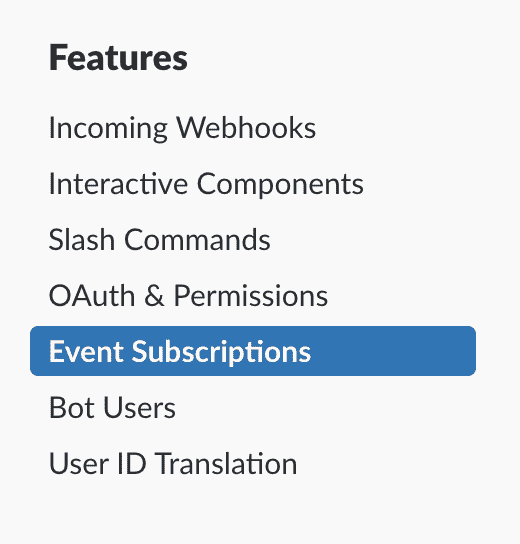 Features
Incoming Webhooks
Interactive Components
Slash Commands
OAuth & Permissions
Event Subscriptions
Bot Users
User ID Translation